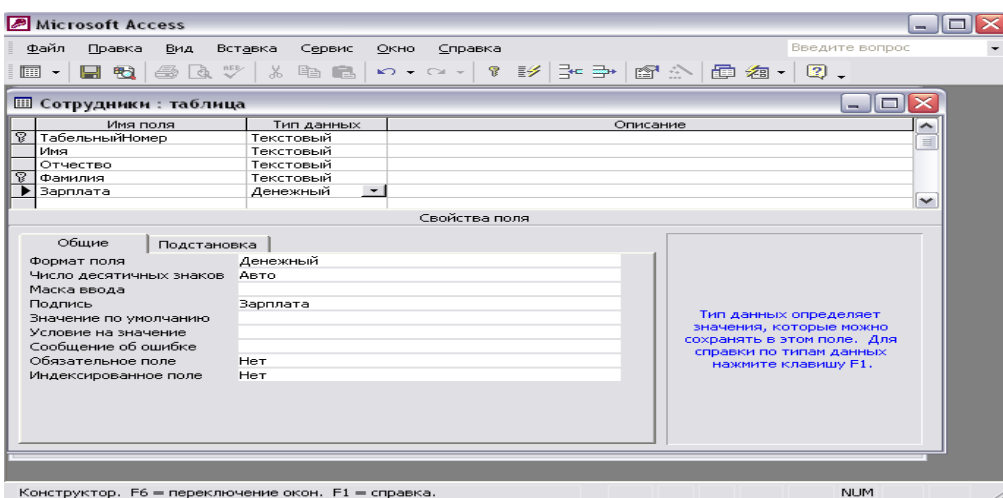 Microsoft Access
Файл Правка Вид Вставка Сервис Окно Справка Введите вопрос
Сотрудники : таблица
Имя поля Тип данных Описание
ТабельныйНомер Текстовый
Имя Текстовый
Отчество Текстовый
Фамилия Текстовый
Зарплата Денежный
Свойства поля
Общие Подстановка
Формат поля Денежный
Число десятичных знаков Авто
Маска ввода
Подпись Зарплата
Значение по умолчанию
Условие на значение
Сообщение об ошибке
Обязательное поле Нет
Индексированное поле Нет
Тип данных определяет
значения, которые можно
сохранять в этом поле. Для
справки по типам данных
нажмите клавишу F1.
Конструктор. F6 = переключение окон. F1 = справка. NUM